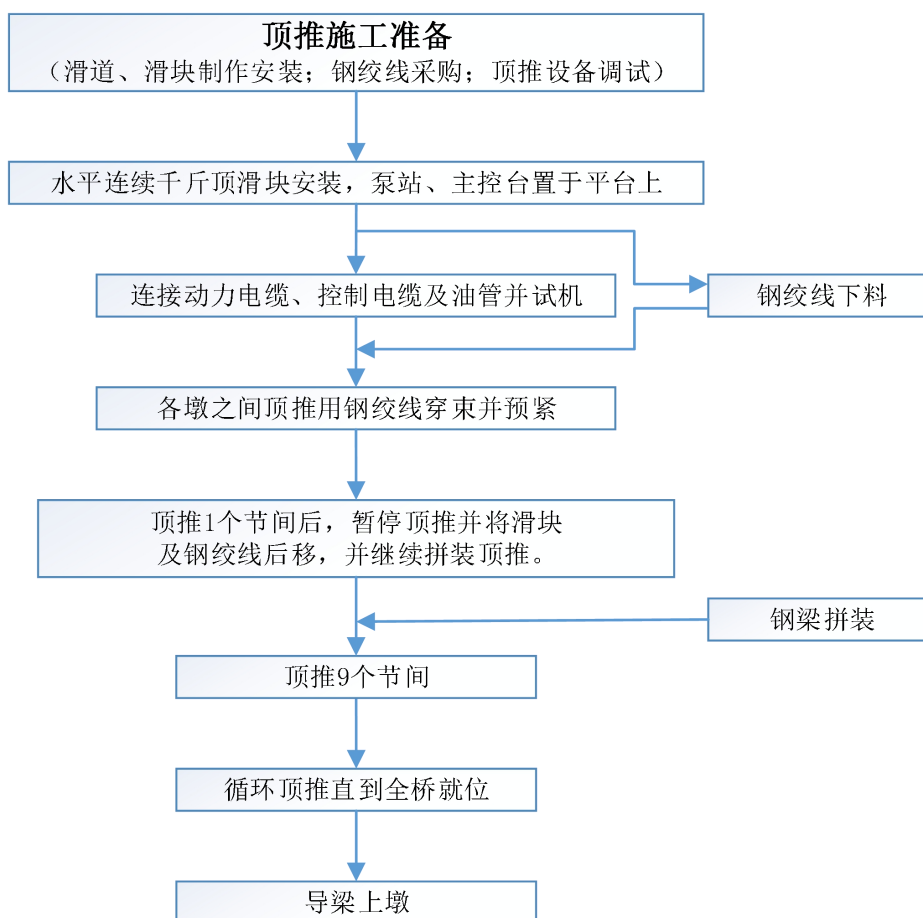 顶推施工准备
（滑道、滑块制作安装；钢绞线采购；顶推设备调试）
水平连续千斤顶滑块安装，泵站、主控台置于平台上
连接动力电缆、控制电缆及油管并试机
钢绞线下料
各墩之间顶推用钢绞线穿束并预紧
顶推1个节间后，暂停顶推并将滑块
及钢绞线后移，并继续拼装顶推。
钢梁拼装
顶推9个节间
循环顶推直到全桥就位
导梁上墩